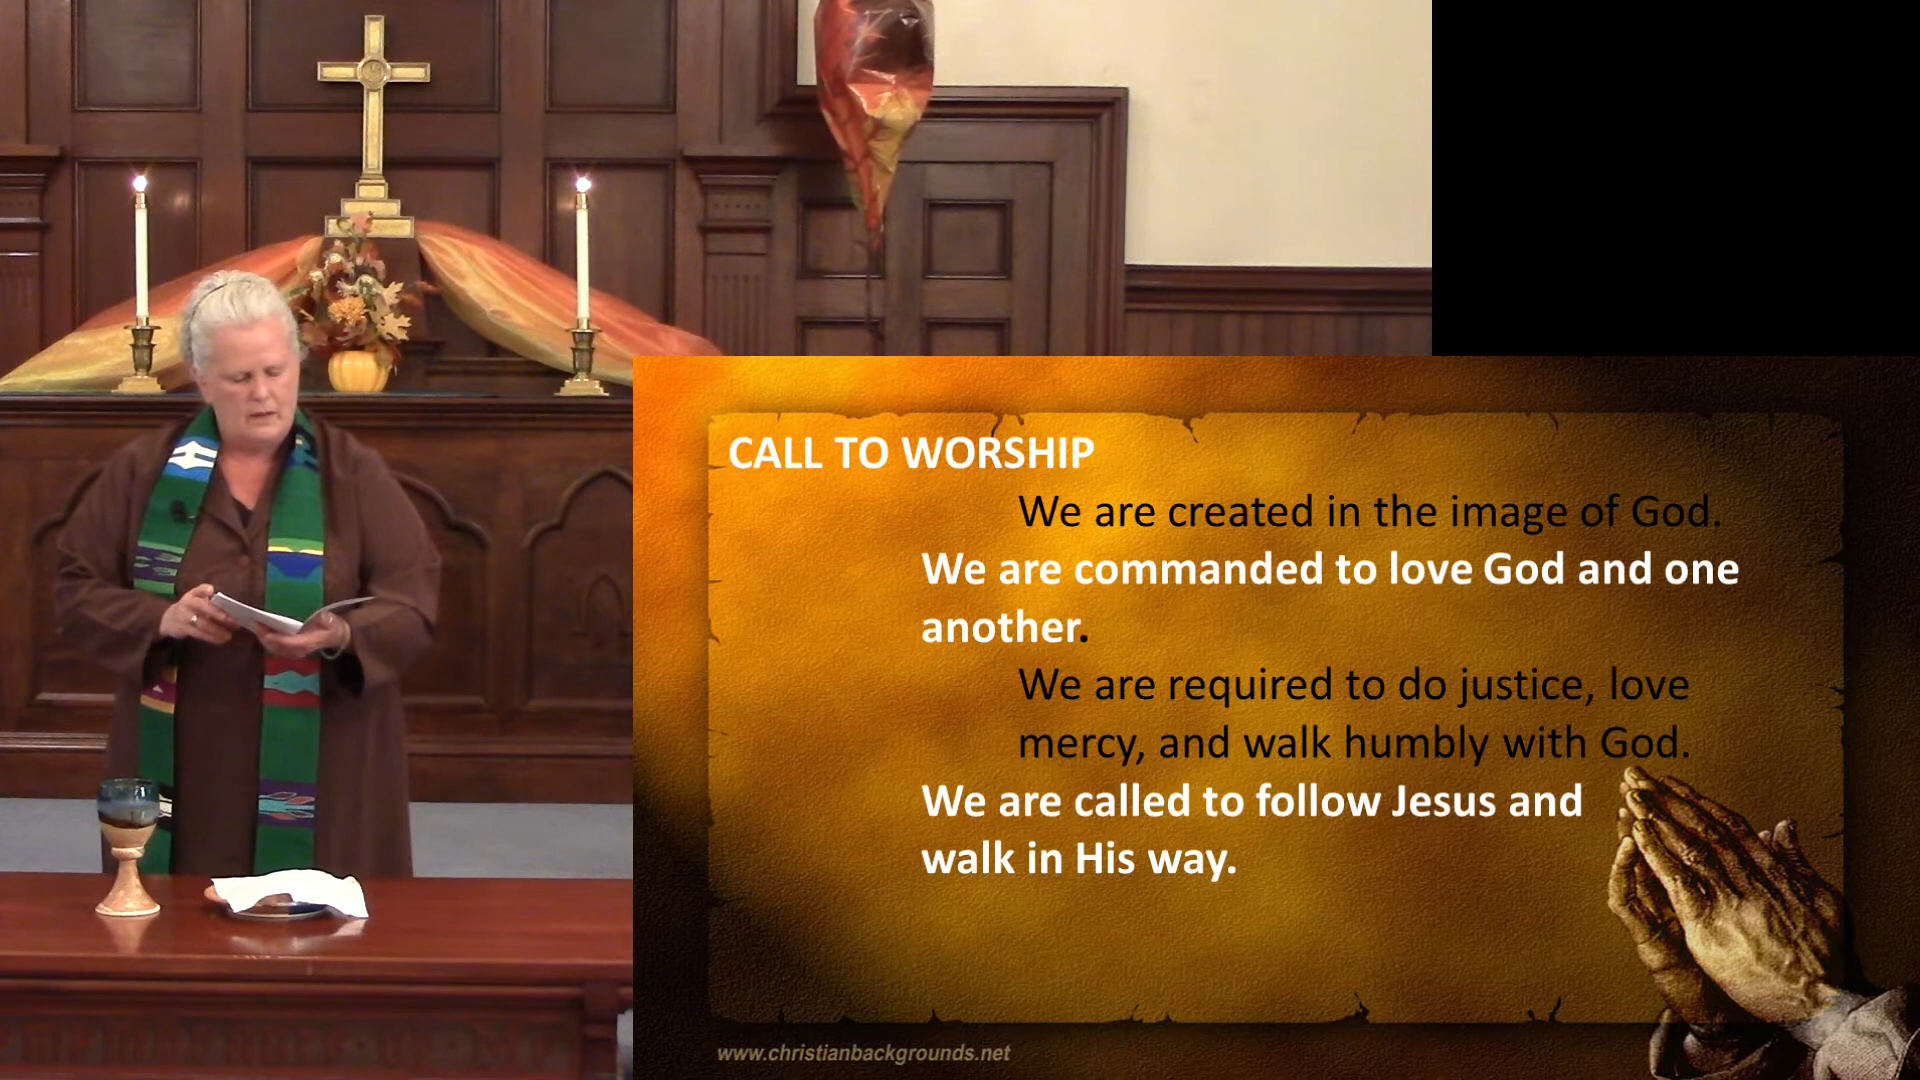 CALL TO WORSHIP
We are created in the image of God.
We are commanded to love God and one
another.
We are required to do justice, love
mercy, and walk humbly with God.
We are called to follow Jesus and
walk in His way.
www.christianbackgrounds.net